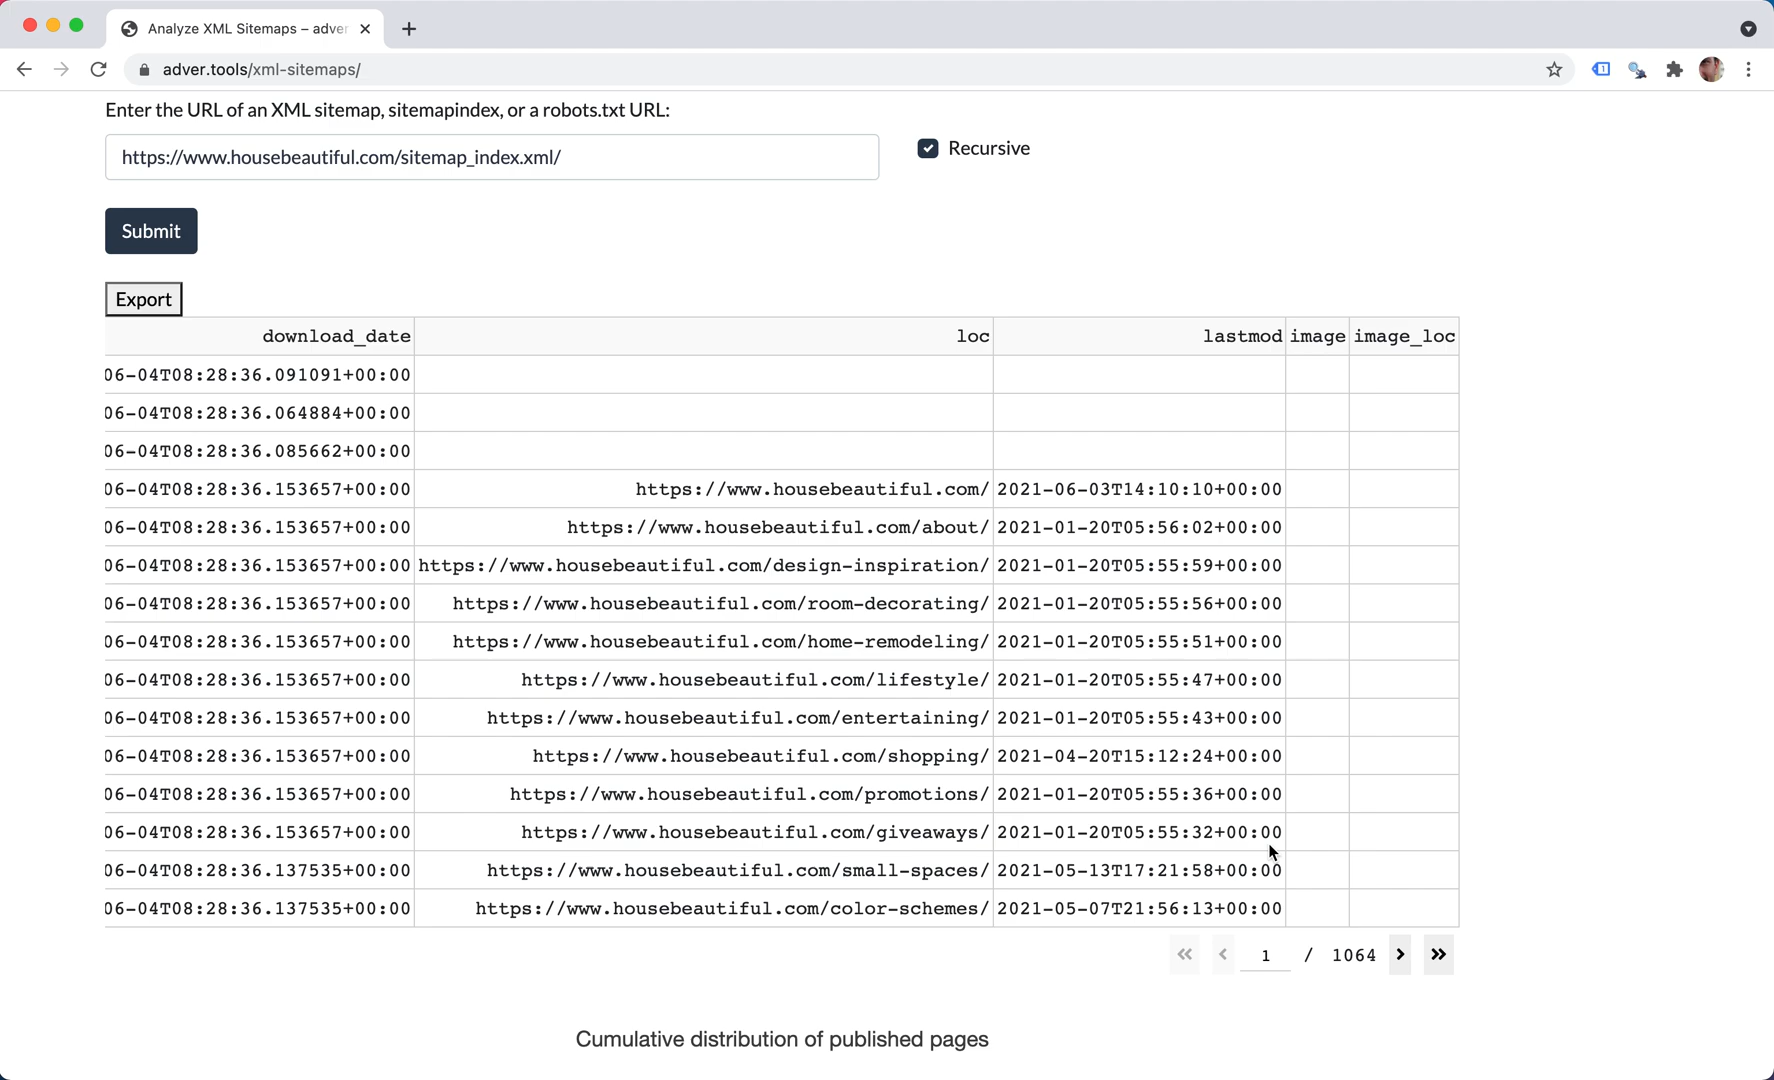 Analyze XML Sitemaps – adver
adver.tools/xml-sitemaps/
Enter the URL of an XML sitemap, sitemapindex, or a robots.txt URL:
https://www.housebeautiful.com/sitemap_index.xml/
Recursive
Submit
Export
download_date loc lastmod image image_loc
06-04T08:28:36.091091+00:00
06-04T08:28:36.064884+00:00
06-04T08:28:36.085662+00:00
06-04T08:28:36.153657+00:00 https://www.housebeautiful.com/ 2021-06-03T14:10:10+00:00
06-04T08:28:36.153657+00:00 https://www.housebeautiful.com/about/ 2021-01-20T05:56:02+00:00
06-04T08:28:36.153657+00:00 https://www.housebeautiful.com/design-inspiration/ 2021-01-20T05:55:59+00:00
06-04T08:28:36.153657+00:00 https://www.housebeautiful.com/room-decorating/ 2021-01-20T05:55:56+00:00
06-04T08:28:36.153657+00:00 https://www.housebeautiful.com/home-remodeling/ 2021-01-20T05:55:51+00:00
06-04T08:28:36.153657+00:00 https://www.housebeautiful.com/lifestyle/ 2021-01-20T05:55:47+00:00
06-04T08:28:36.153657+00:00 https://www.housebeautiful.com/entertaining/ 2021-01-20T05:55:43+00:00
06-04T08:28:36.153657+00:00 https://www.housebeautiful.com/shopping/ 2021-04-20T15:12:24+00:00
06-04T08:28:36.153657+00:00 https://www.housebeautiful.com/promotions/ 2021-01-20T05:55:36+00:00
06-04T08:28:36.153657+00:00 https://www.housebeautiful.com/giveaways/ 2021-01-20T05:55:32+00:00
06-04T08:28:36.137535+00:00 https://www.housebeautiful.com/small-spaces/ 2021-05-13T17:21:58+00:00
06-04T08:28:36.137535+00:00 https://www.housebeautiful.com/color-schemes/ 2021-05-07T21:56:13+00:00
1 / 1064
Cumulative distribution of published pages